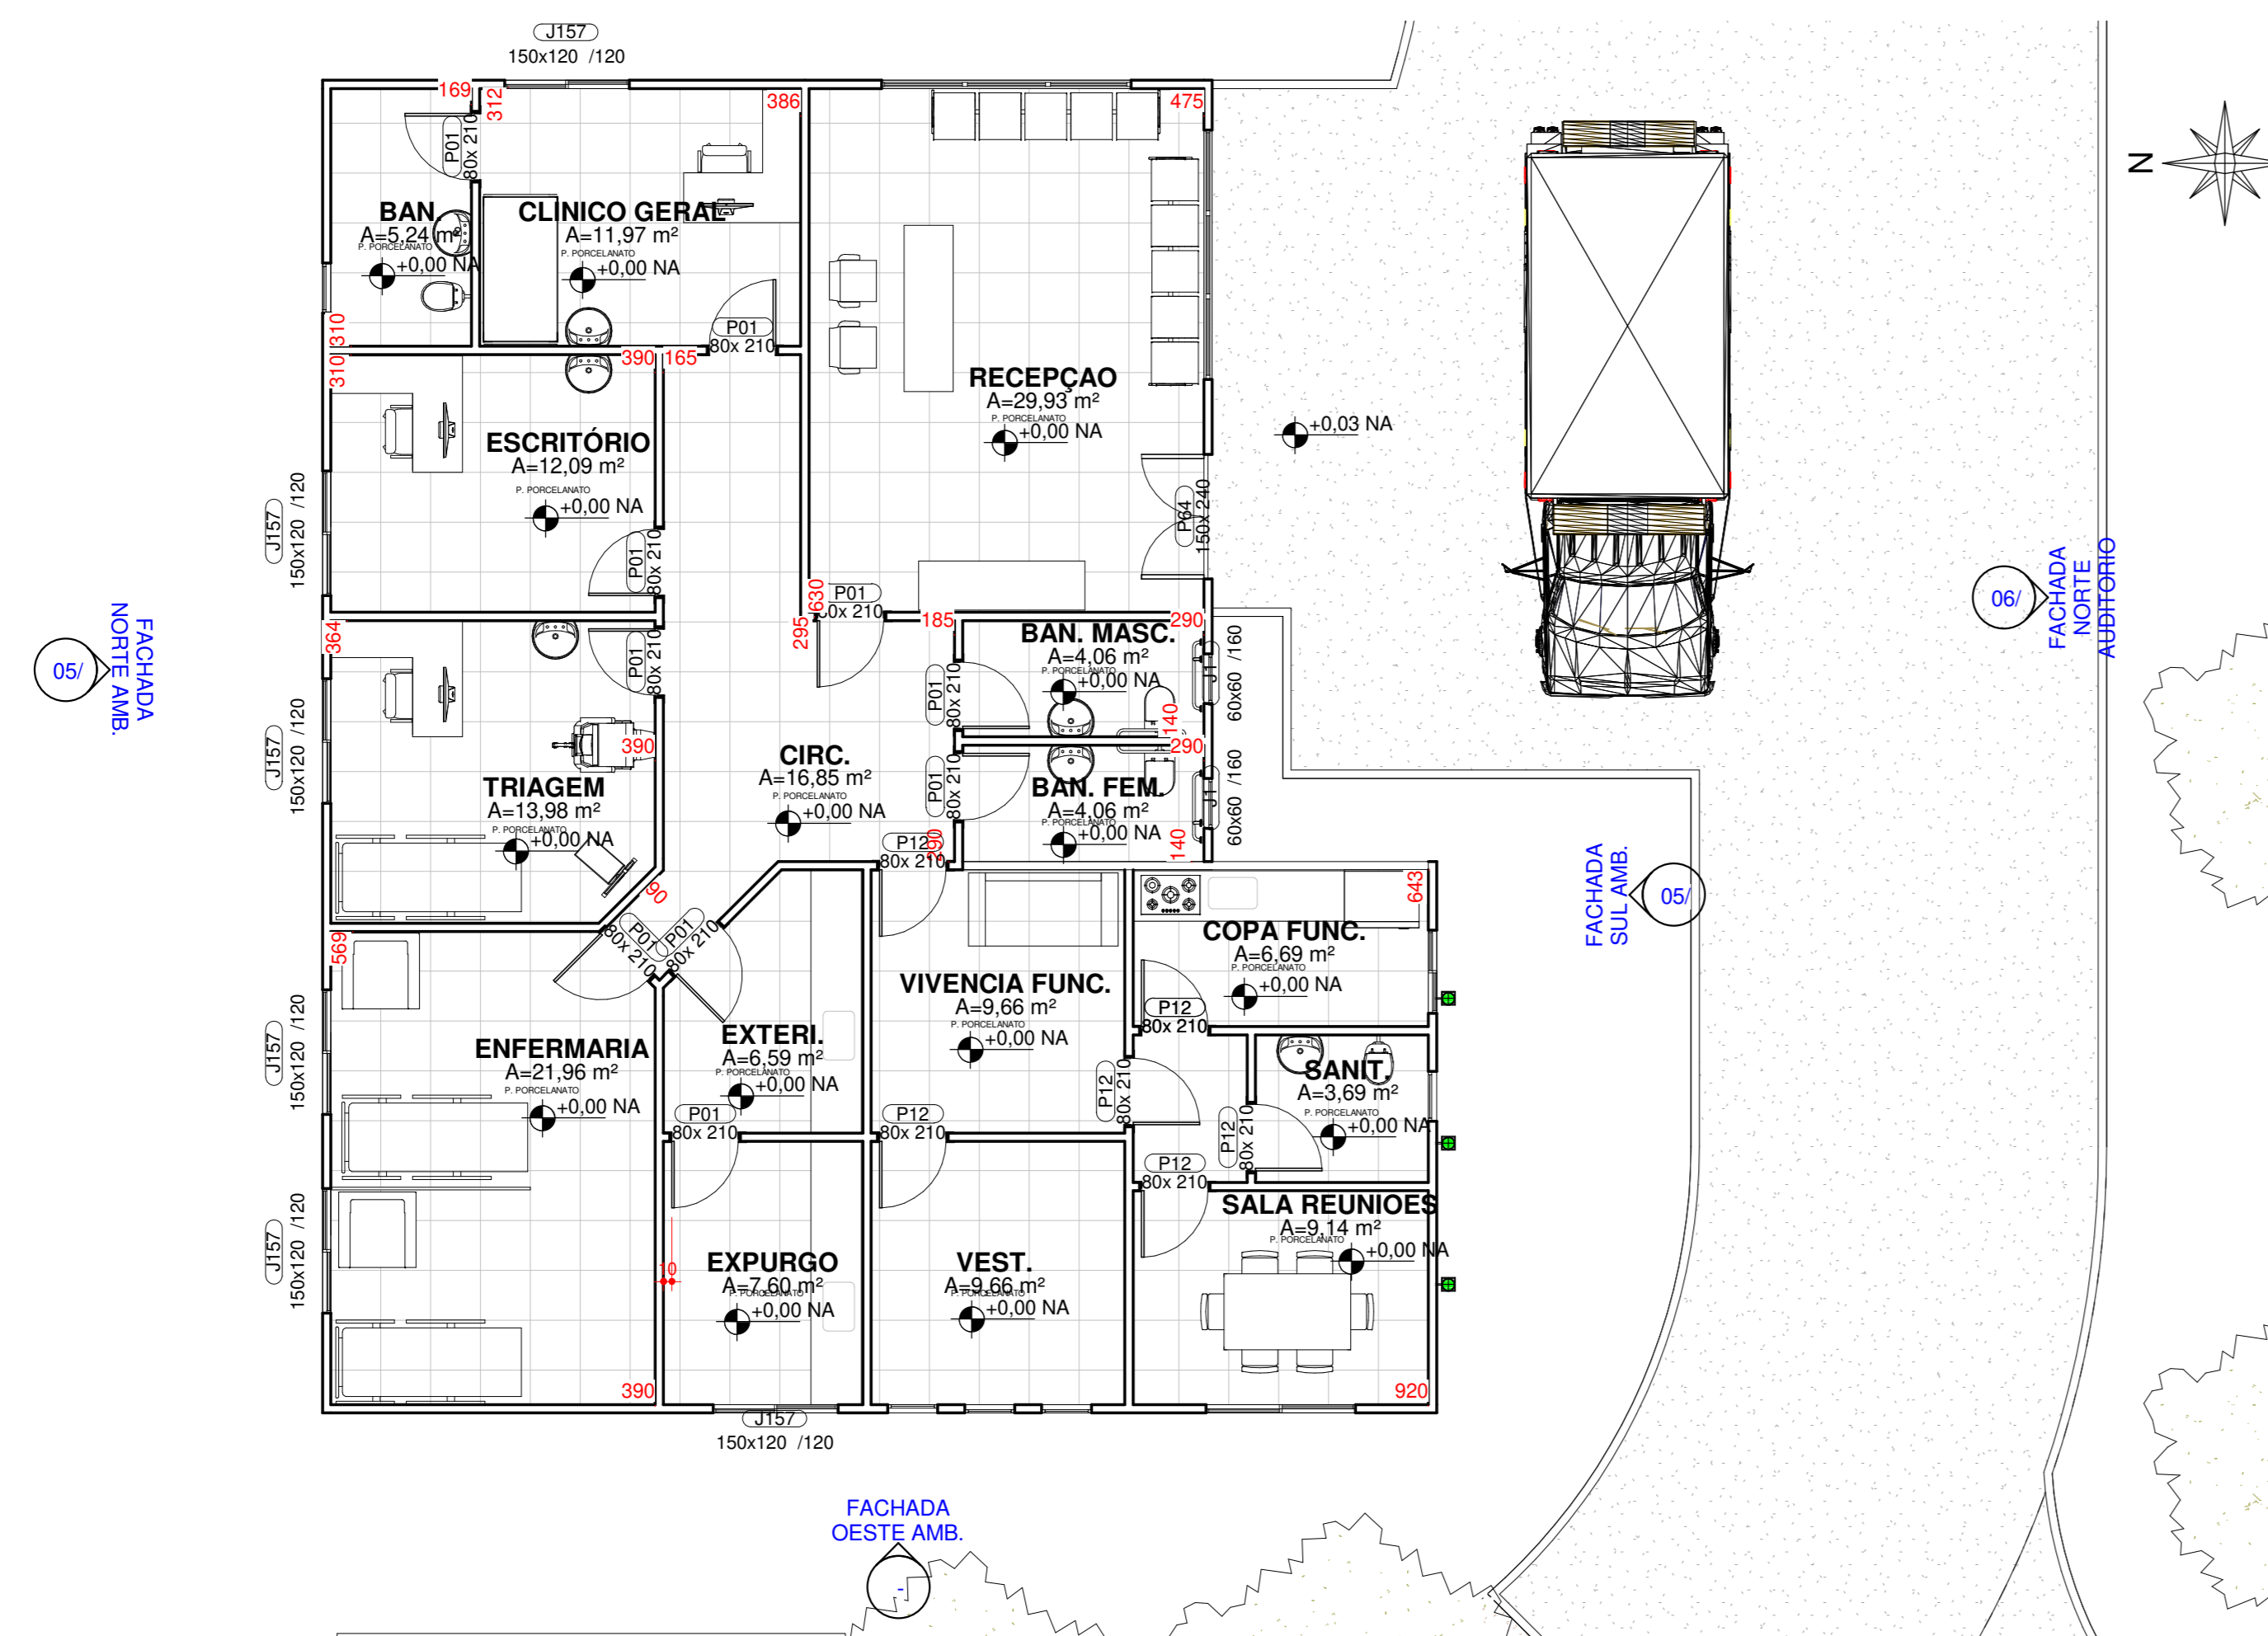 J157
150x120 /120
169
312
386
475
P01
80x 210
BAN.
A=5,24 m²
P. PORCELANATO
+0,00 NA
310
CLINICO GERAL
A=11,97 m²
P. PORCELANATO
+0,00 NA
P01
80x 210
N
310
390
165
RECEPÇAO
A=29,93 m²
P. PORCELANATO
+0,00 NA
+0,03 NA
ESCRITÓRIO
A=12,09 m²
P. PORCELANATO
+0,00 NA
J157
150x120 /120
P01
80x 210
P64
150x 240
630
P01
0x 210
295
185
290
FACHADA
NORTE AMB.
05/
06/
FACHADA
NORTE
AUDITORIO
364
P01
80x 210
BAN. MASC.
A=4,06 m²
P. PORCELANATO
+0,00 NA
P01
80x 210
140
J1
60x60 /160
J157
150x120 /120
390
TRIAGEM
A=13,98 m²
P. PORCELANATO
+0,00 NA
CIRC.
A=16,85 m²
P. PORCELANATO
+0,00 NA
290
BAN. FEM.
A=4,06 m²
P. PORCELANATO
+0,00 NA
P01
80x 210
140
J1
60x60 /160
P12
80x 210
290
90
P01
80x 210
P01
80x 210
643
FACHADA
SUL AMB.
05/
569
COPA FUNC.
A=6,69 m²
P. PORCELANATO
+0,00 NA
P12
80x 210
VIVENCIA FUNC.
A=9,66 m²
P. PORCELANATO
+0,00 NA
J157
150x120 /120
ENFERMARIA
A=21,96 m²
P. PORCELANATO
+0,00 NA
EXTERI.
A=6,59 m²
P. PORCELANATO
+0,00 NA
P01
80x 210
P12
80x 210
P12
80x 210
SANIT.
A=3,69 m²
P. PORCELANATO
+0,00 NA
P12
80x 210
P12
80x 210
SALA REUNIOES
A=9,14 m²
P. PORCELANATO
+0,00 NA
J157
150x120 /120
10
EXPURGO
A=7,60 m²
P. PORCELANATO
+0,00 NA
VEST.
A=9,66 m²
P. PORCELANATO
+0,00 NA
390
920
J157
150x120 /120
FACHADA
OESTE AMB.
-